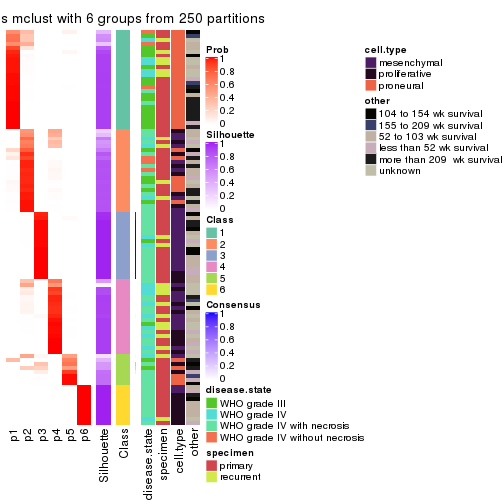 s mclust with 6 groups from 250 partitions
Prob
1
0.8
0.6
0.4
0.2
0
Silhouette
1
0.8
0.6
0.4
0.2
0
Class
1
2
3
4
5
6
Consensus
1
0.8
0.6
0.4
0.2
0
disease.state
WHO grade III
WHO grade IV
WHO grade IV with necrosis
WHO grade IV without necrosis
specimen
primary
recurrent
cell.type
mesenchymal
proliferative
proneural
other
104 to 154 wk survival
155 to 209 wk survival
52 to 103 wk survival
less than 52 wk survival
more than 209  wk survival
unknown
p1
p2
p3
p4
p5
p6
Silhouette
Class
disease.state
specimen
cell.type
other